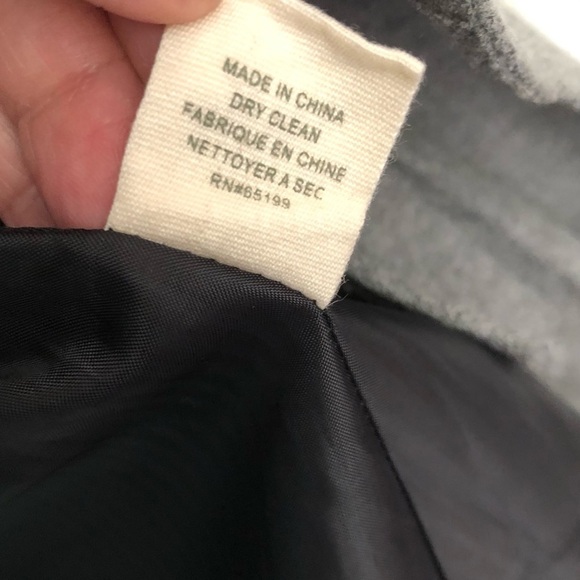 MADE IN CHINA
DRY CLEAN
FABRIQUE EN CHINE
NETTOYER A SEC
RN#65199